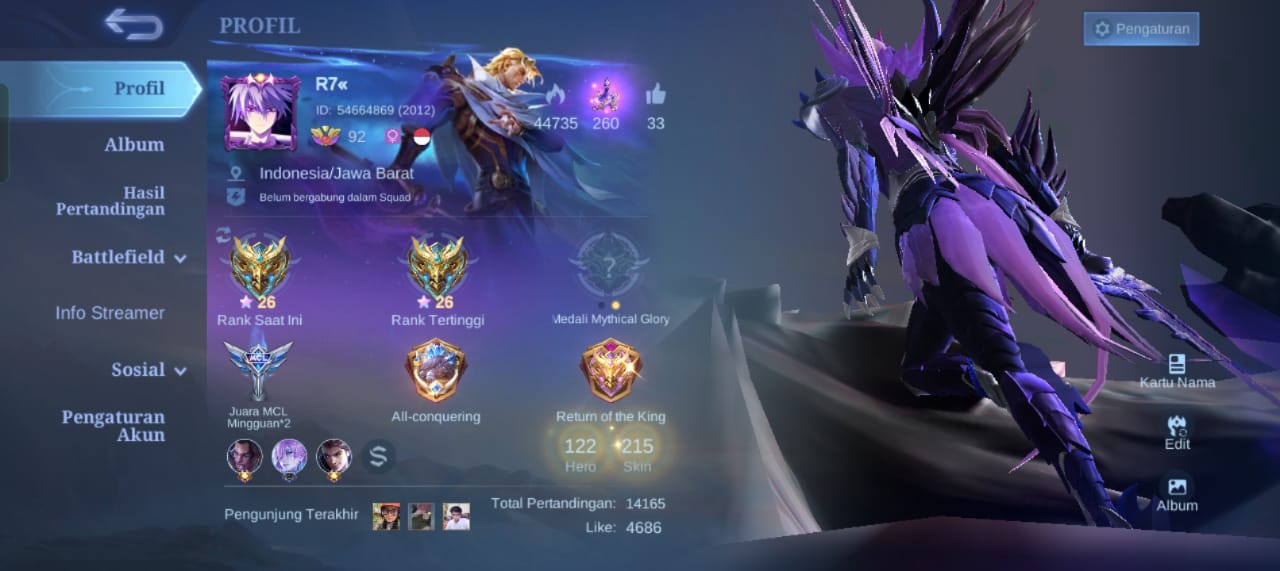 PROFIL
Pengaturan
Profil
Album
Hasil
Pertandingan
Battlefield
Info Streamer
Sosial
Pengaturan
Akun
R7«
ID: 54664869 (2012)
92
44735 260 33
Indonesia/Jawa Barat
Belum bergabung dalam Squad
26
Rank Saat Ini
26
Rank Tertinggi
?
Medali Mythical Glory
MCL
Juara MCL
Mingguan*2
All-conquering
Return of the King
122
Hero
215
Skin
Pengunjung Terakhir
Total Pertandingan: 14165
Like: 4686
Kartu Nama
Edit
Album